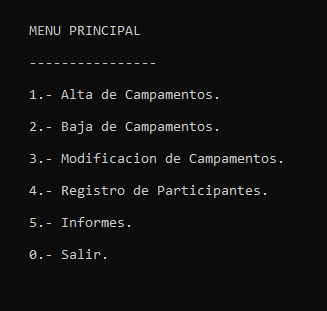 MENU PRINCIPAL
----------------
1.- Alta de Campamentos.
2.- Baja de Campamentos.
3.- Modificacion de Campamentos.
4.- Registro de Participantes.
5.- Informes.
0.- Salir.